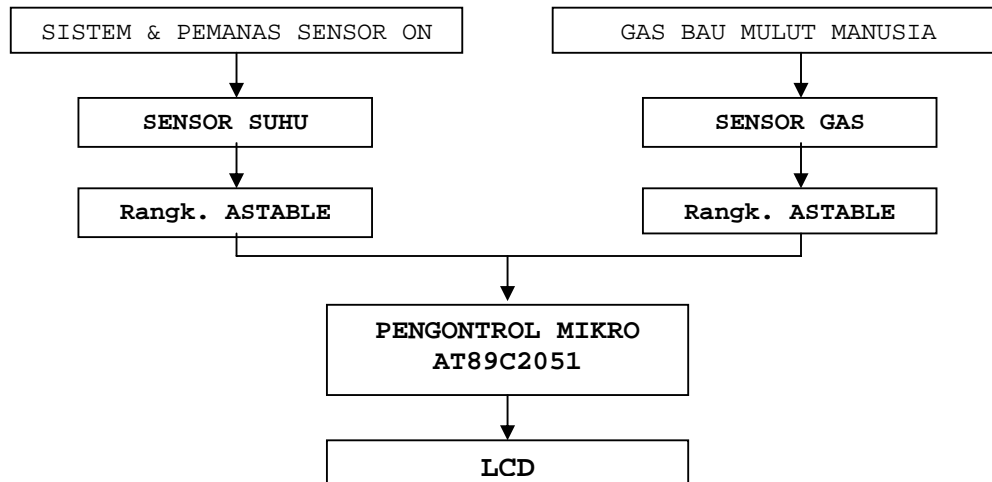 SISTEM & PEMANAS SENSOR ON
GAS BAU MULUT MANUSIA
SENSOR SUHU
SENSOR GAS
Rangk. ASTABLE
Rangk. ASTABLE
PENGONTROL MIKRO
AT89C2051
LCD